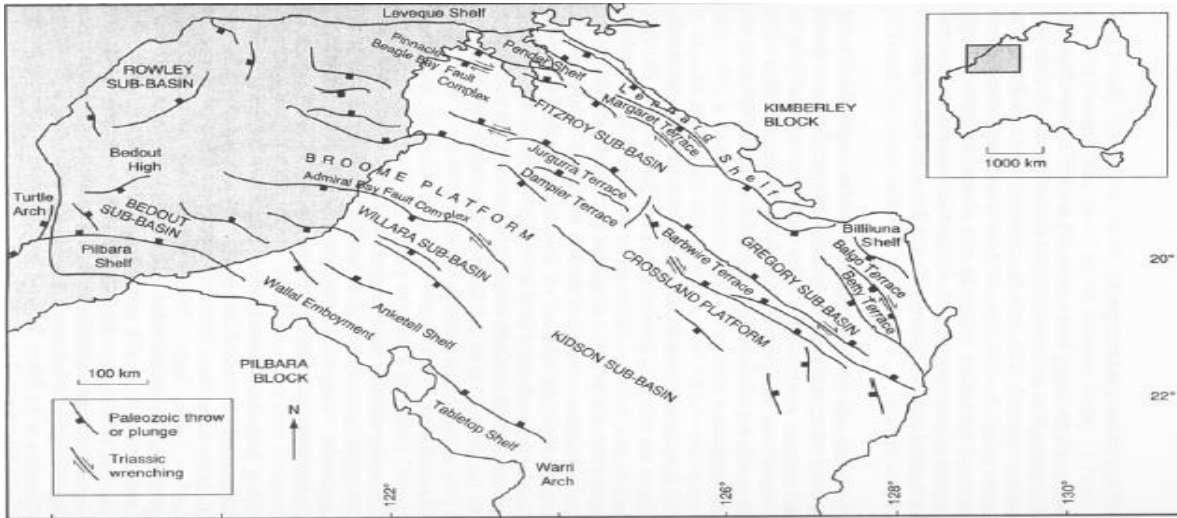 Leveque Shelf
Pinnacle Fault
Beagle Bay
Complex
Pender Shelf
ROWLEY
SUB-BASIN
Lennard Shelf
Margaret Terrace
KIMBERLEY
BLOCK
1000 km
FITZROY SUB-BASIN
Bedout
High
BROOME PLATFORM
Jurgurra Terrace
Dampier Terrace
Admiral Bay Fault Complex
Turtle
Arch
BEDOUT
SUB-BASIN
WILLARA SUB-BASIN
Billiluna
Shelf
Pilbara
Shelf
Barbwire Terrace
GREGORY SUB-BASIN
Balgo Terrace
Betty Terrace
20°
CROSSLAND PLATFORM
Wallal Embayment
Anketell Shelf
KIDSON SUB-BASIN
PILBARA
BLOCK
100 km
22°
N
Paleozoic throw
or plunge
Triassic
wrenching
Tabletop Shelf
Warri
Arch
122°
126°
128°
130°